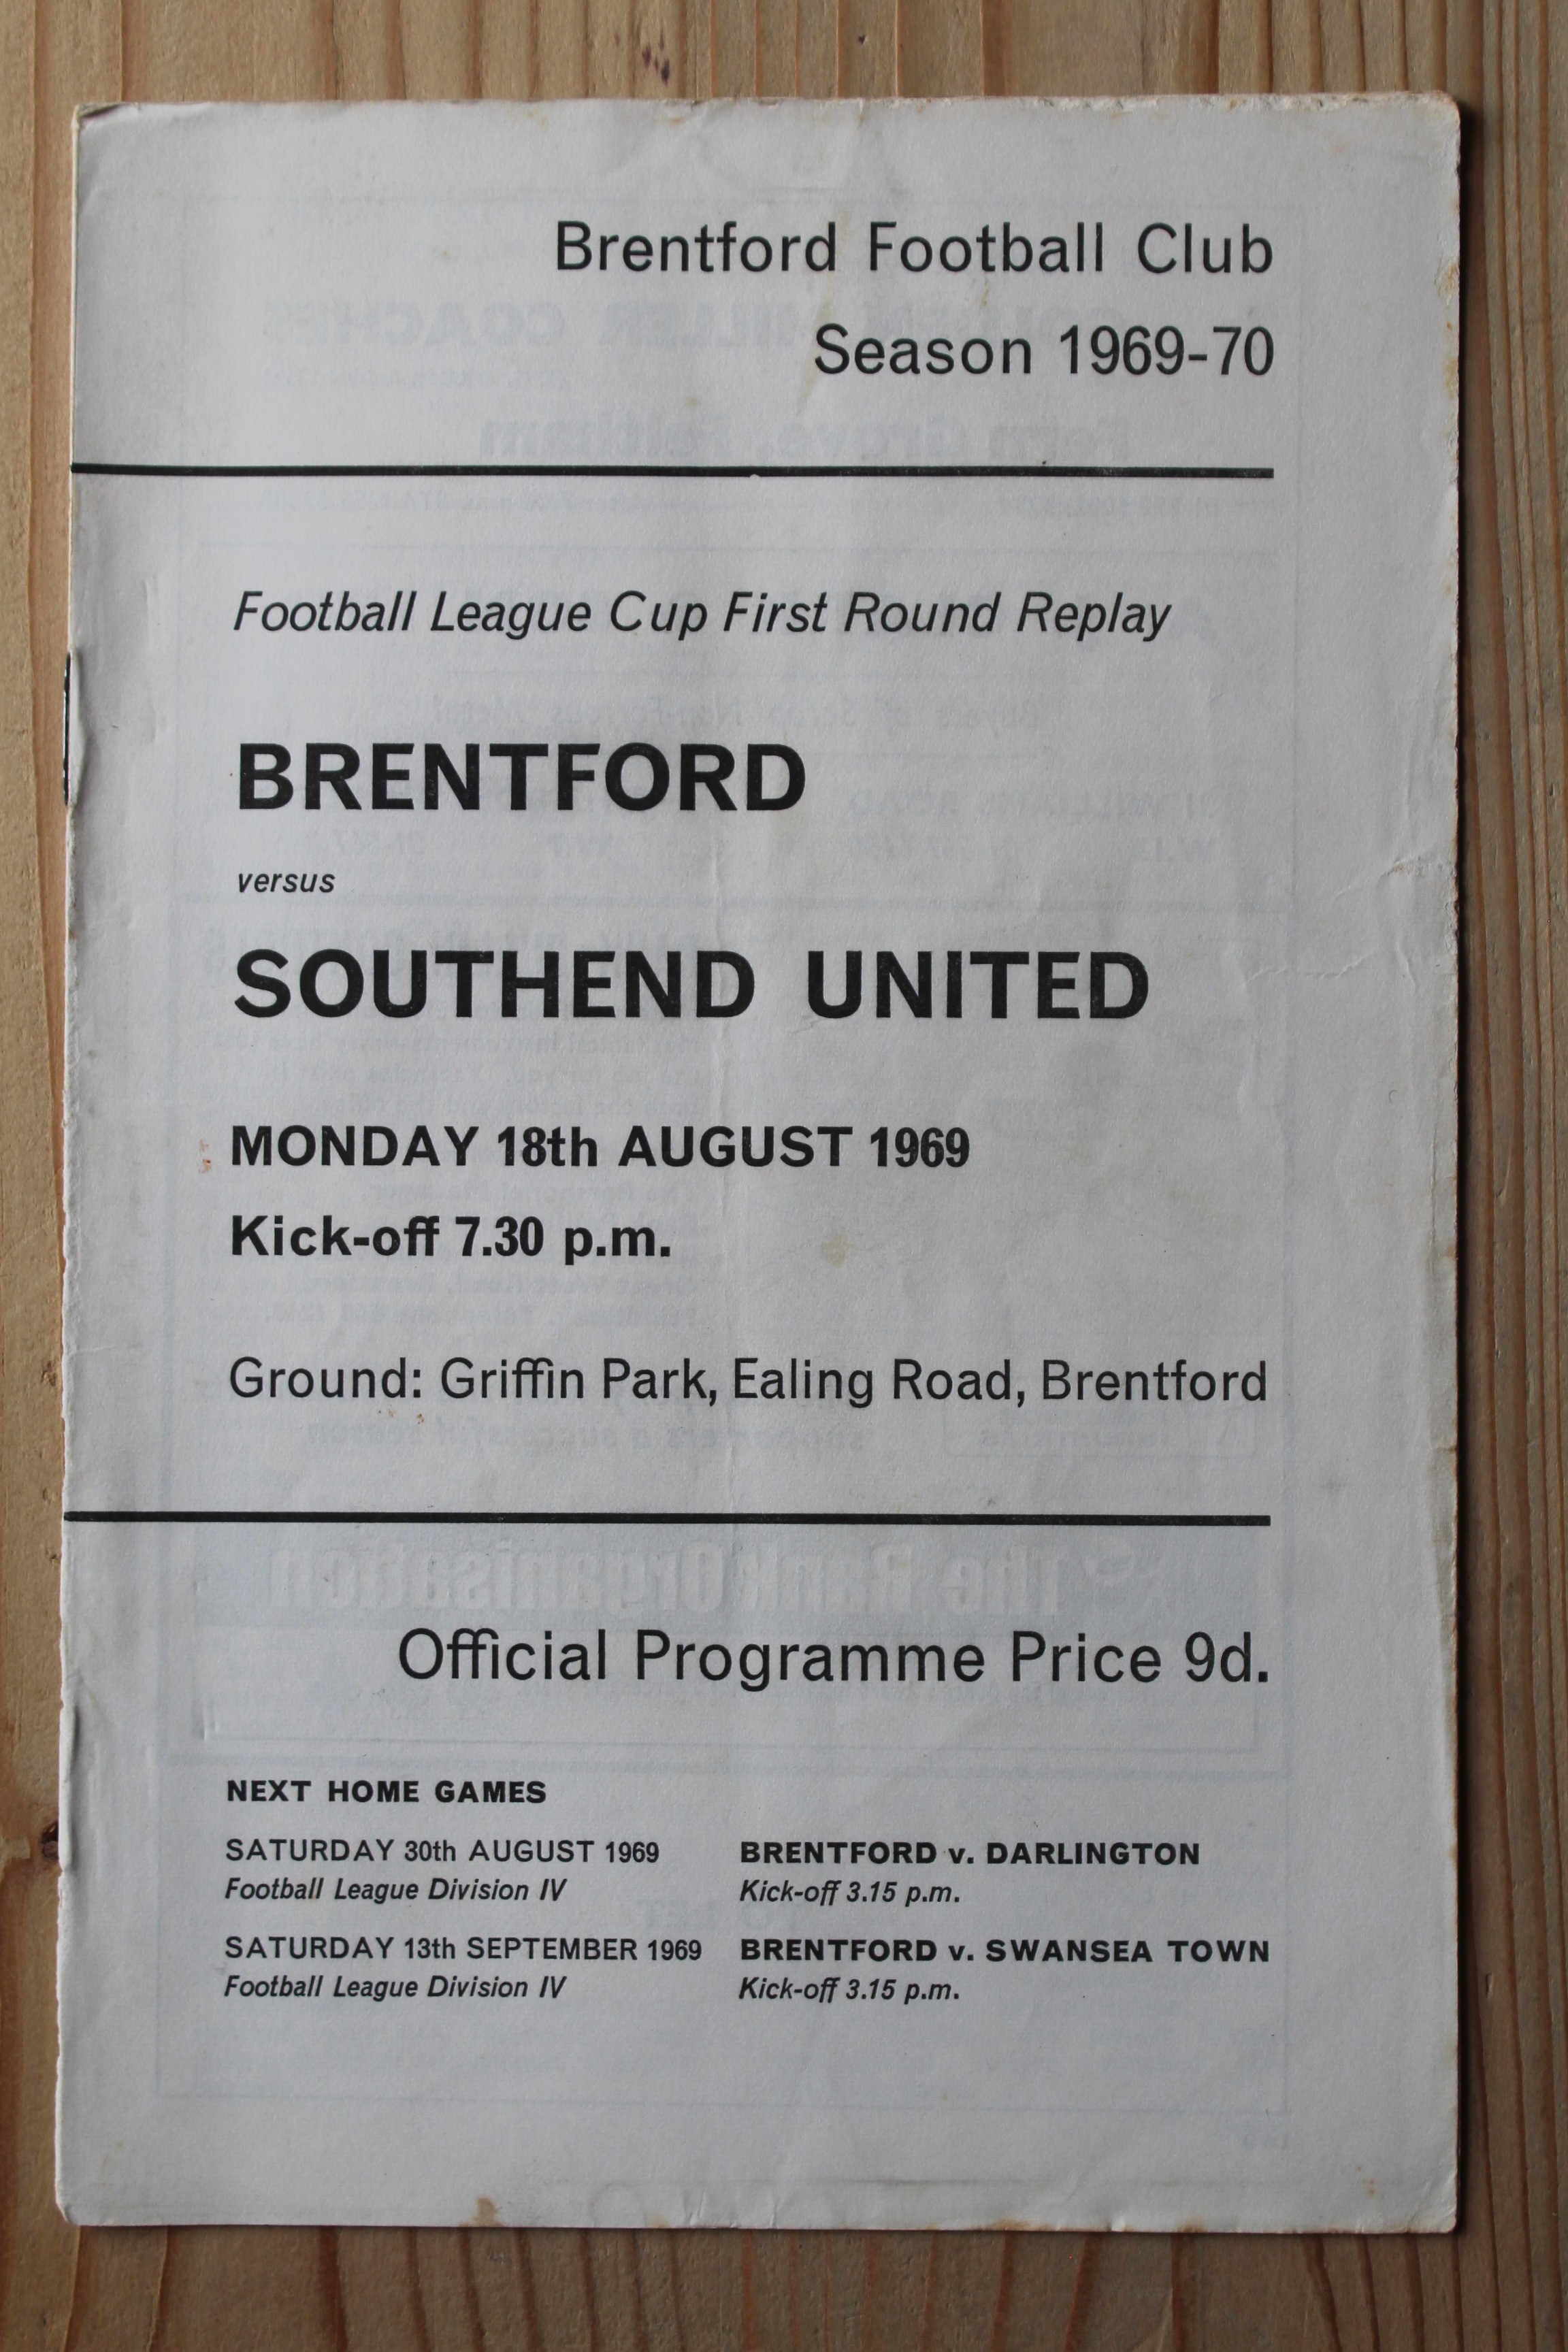 Brentford Football Club
Season 1969-70
Football League Cup First Round Replay
BRENTFORD
versus
SOUTHEND UNITED
MONDAY 18th AUGUST 1969
Kick-off 7.30 p.m.
Ground: Griffin Park, Ealing Road, Brentford
Official Programme Price 9d.
NEXT HOME GAMES
SATURDAY 30th AUGUST 1969 BRENTFORD v. DARLINGTON
Football League Division IV Kick-off 3.15 p.m.
SATURDAY 13th SEPTEMBER 1969 BRENTFORD v. SWANSEA TOWN
Football League Division IV Kick-off 3.15 p.m.